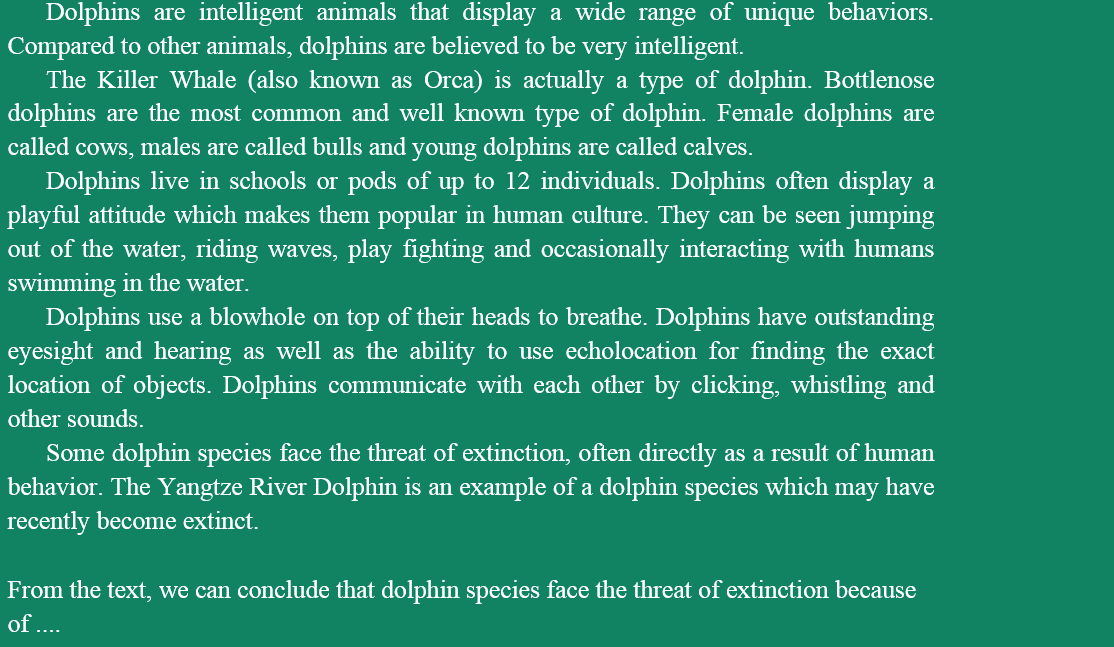 Dolphins are intelligent animals that display a wide range of unique behaviors.
Compared to other animals, dolphins are believed to be very intelligent.
The Killer Whale (also known as Orca) is actually a type of dolphin. Bottlenose
dolphins are the most common and well known type of dolphin. Female dolphins are
called cows, males are called bulls and young dolphins are called calves.
Dolphins live in schools or pods of up to 12 individuals. Dolphins often display a
playful attitude which makes them popular in human culture. They can be seen jumping
out of the water, riding waves, play fighting and occasionally interacting with humans
swimming in the water.
Dolphins use a blowhole on top of their heads to breathe. Dolphins have outstanding
eyesight and hearing as well as the ability to use echolocation for finding the exact
location of objects. Dolphins communicate with each other by clicking, whistling and
other sounds.
Some dolphin species face the threat of extinction, often directly as a result of human
behavior. The Yangtze River Dolphin is an example of a dolphin species which may have
recently become extinct.
From the text, we can conclude that dolphin species face the threat of extinction because
of ....